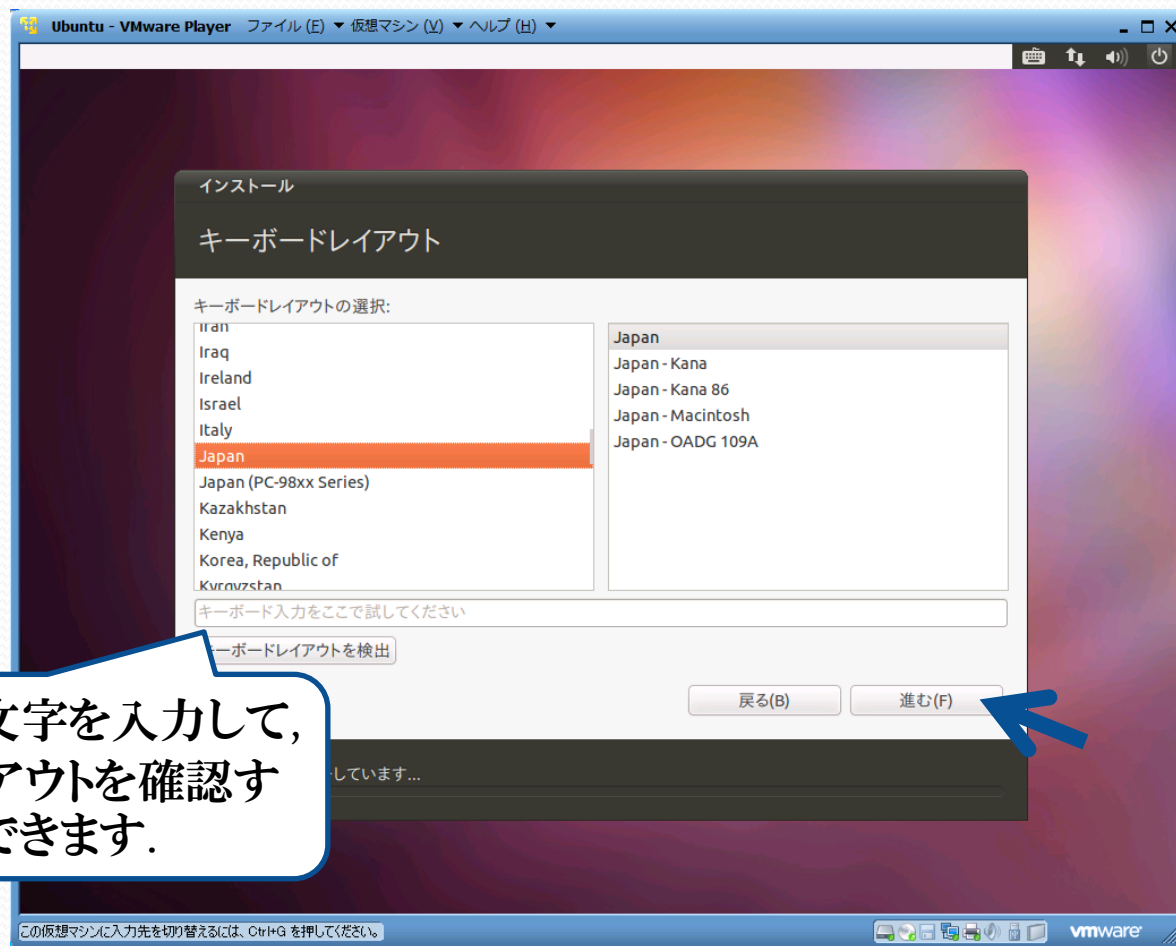 Ubuntu - VMware Player ファイル (F) ▼ 仮想マシン (V) ▼ ヘルプ (H) ▼
インストール
キーボードレイアウト
キーボードレイアウトの選択:
Iran
Iraq
Ireland
Israel
Italy
Japan
Japan (PC-98xx Series)
Kazakhstan
Kenya
Korea, Republic of
Kyrgyzstan
Japan
Japan - Kana
Japan - Kana 86
Japan - Macintosh
Japan - OADG 109A
キーボード入力をここで試してください
ーボードレイアウトを検出
戻る(B)
進む(F)
しています...
文字を入力して,
アウトを確認す
できます.
この仮想マシンに入力先を切り替えるには、Ctrl+G を押してください。
vmware